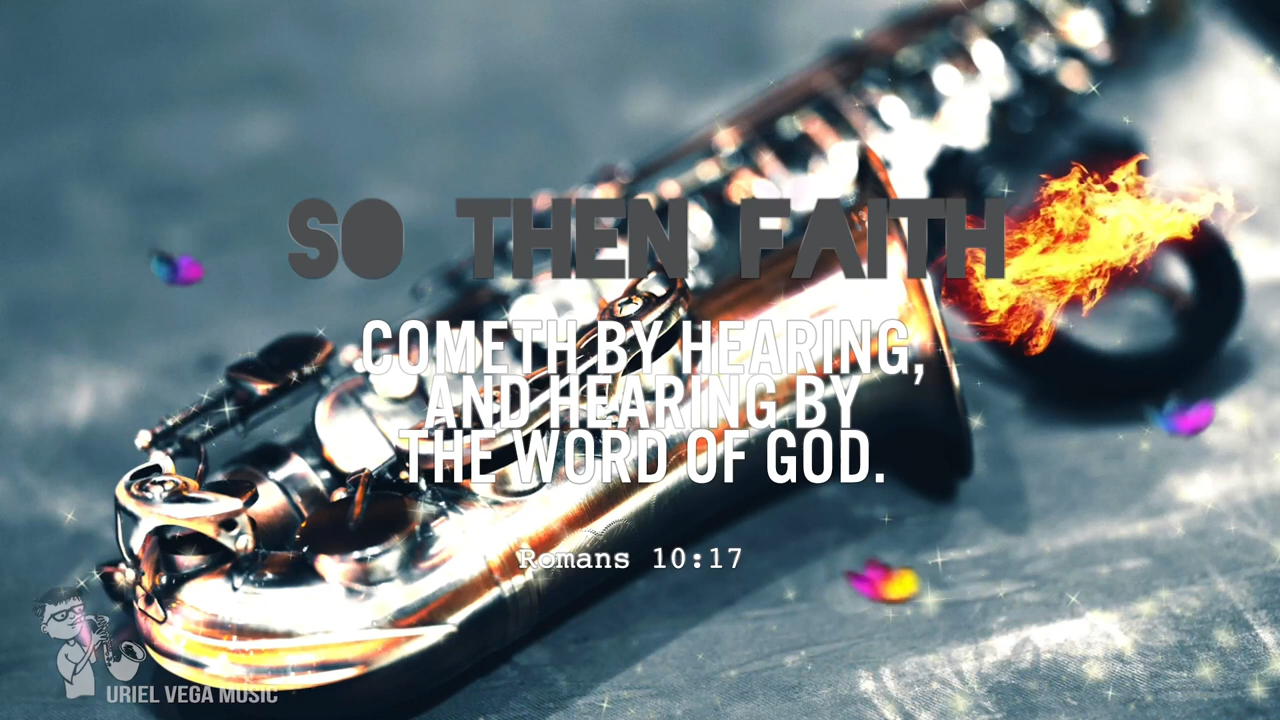 SO THEN FAITH
COMETH BY HEARING,
AND HEARING BY
THE WORD OF GOD.
Romans 10:17
URIEL VEGA MUSIC